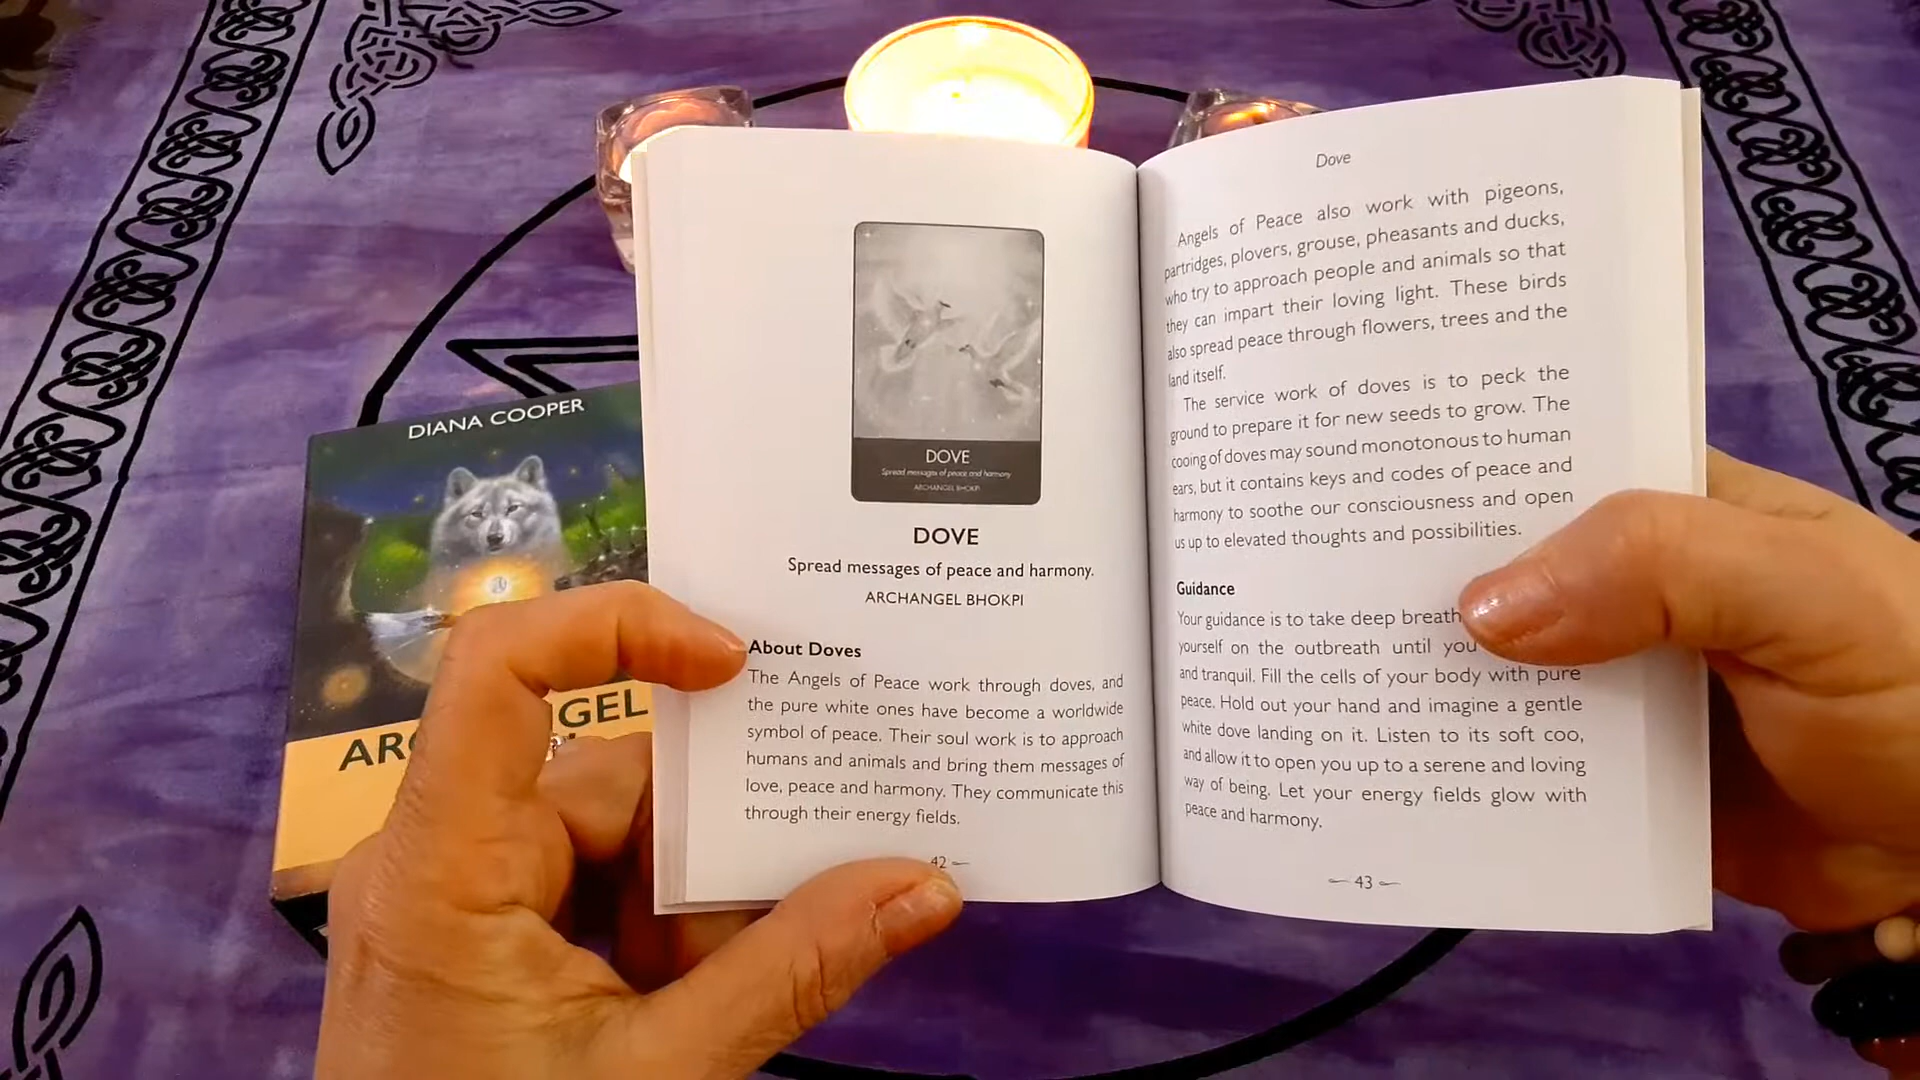 DIANA COOPER
DOVE
Spread messages of peace and harmony
ARCHANGEL BHOKPI
DOVE
Spread messages of peace and harmony.
ARCHANGEL BHOKPI
About Doves
The Angels of Peace work through doves, and
the pure white ones have become a worldwide
symbol of peace. Their soul work is to approach
humans and animals and bring them messages of
love, peace and harmony. They communicate this
through their energy fields.
42
Dove
Angels of Peace also work with pigeons,
partridges, plovers, grouse, pheasants and ducks,
who try to approach people and animals so that
they can impart their loving light. These birds
also spread peace through flowers, trees and the
land itself.
The service work of doves is to peck the
ground to prepare it for new seeds to grow. The
cooing of doves may sound monotonous to human
ears, but it contains keys and codes of peace and
harmony to soothe our consciousness and open
us up to elevated thoughts and possibilities.
Guidance
Your guidance is to take deep breath
yourself on the outbreath until you
and tranquil. Fill the cells of your body with pure
peace. Hold out your hand and imagine a gentle
white dove landing on it. Listen to its soft coo,
and allow it to open you up to a serene and loving
way of being. Let your energy fields glow with
peace and harmony.
43